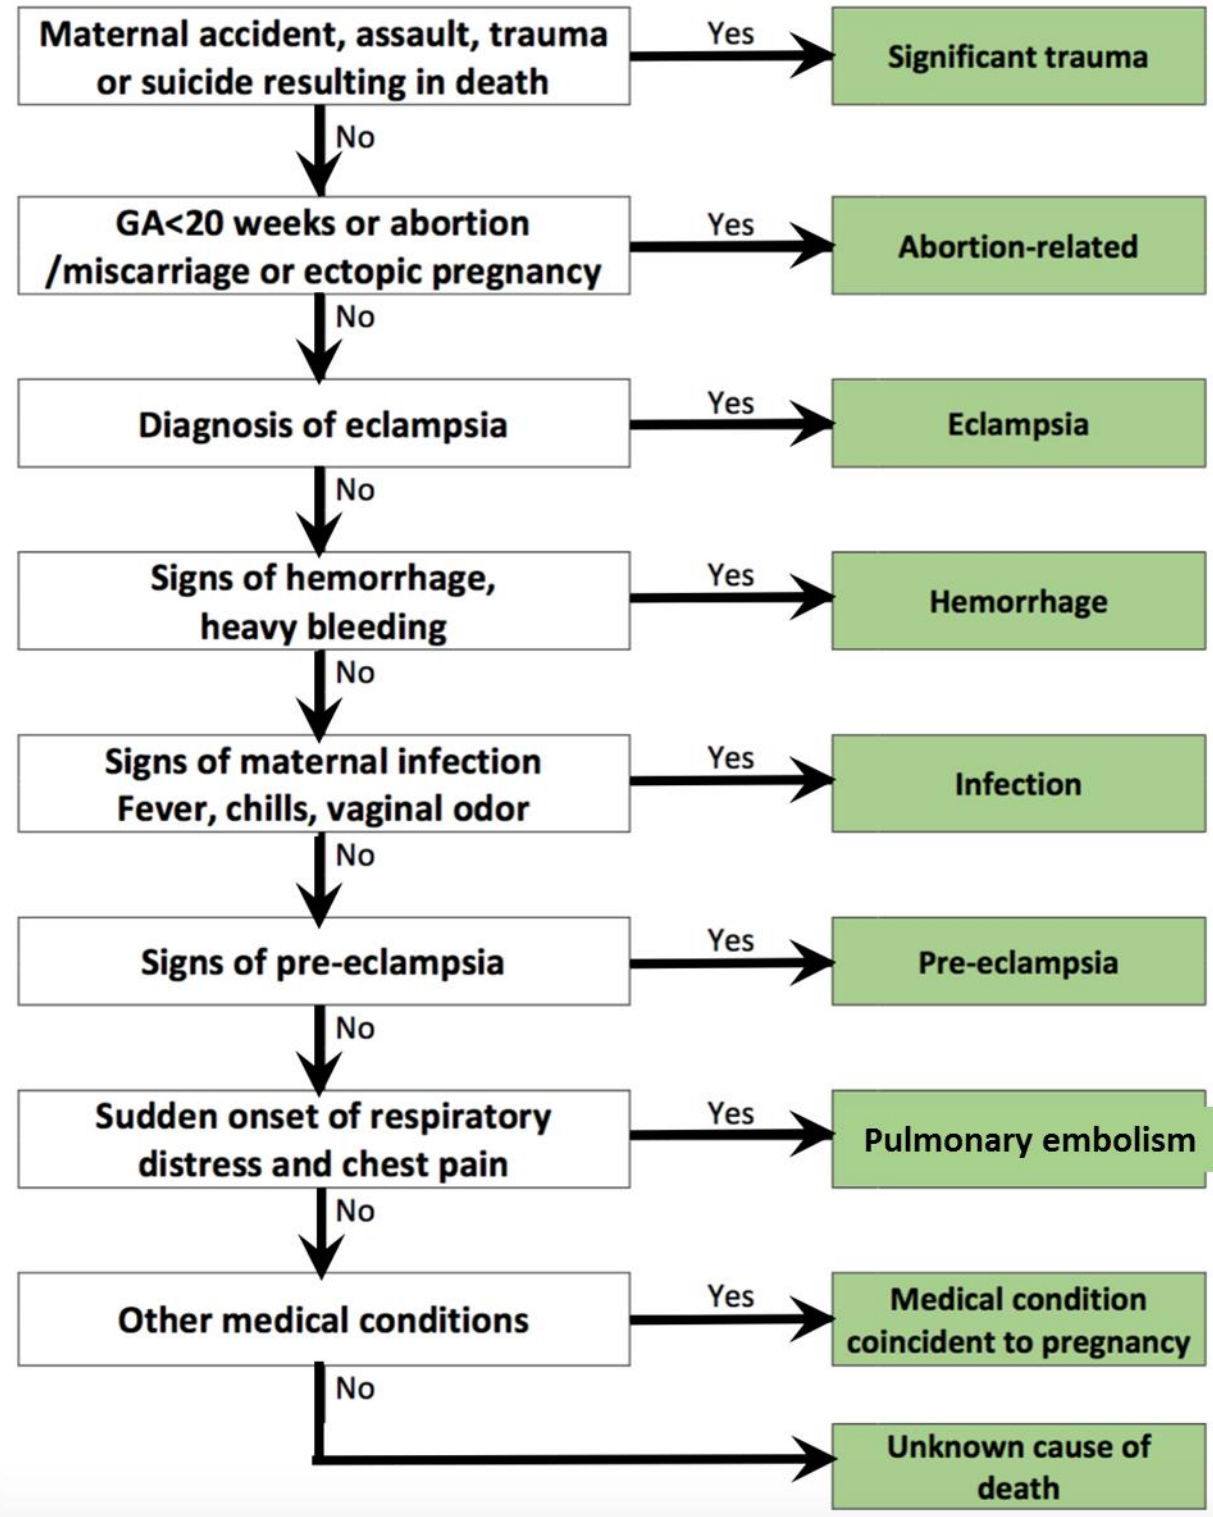 Maternal accident, assault, trauma
or suicide resulting in death
Yes
Significant trauma
No
GA<20 weeks or abortion
/miscarriage or ectopic pregnancy
Yes
Abortion-related
No
Diagnosis of eclampsia
Yes
Eclampsia
No
Signs of hemorrhage,
heavy bleeding
Yes
Hemorrhage
No
Signs of maternal infection
Fever, chills, vaginal odor
Yes
Infection
No
Signs of pre-eclampsia
Yes
Pre-eclampsia
No
Sudden onset of respiratory
distress and chest pain
Yes
Pulmonary embolism
No
Other medical conditions
Yes
Medical condition
coincident to pregnancy
No
Unknown cause of
death